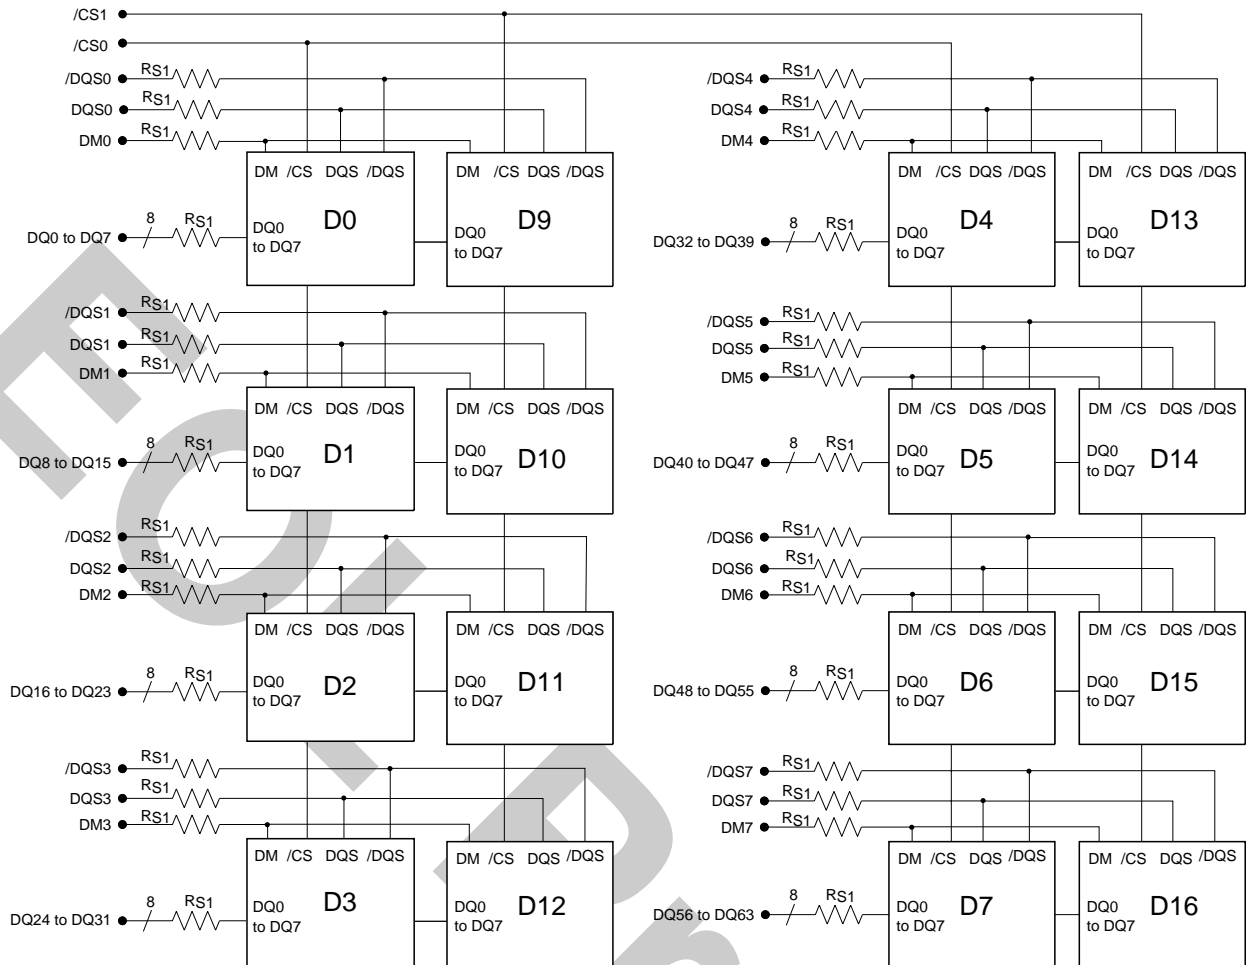 /CS1
/CS0
/DQS0 RS1
DQS0 RS1
DM0 RS1
DM /CS DQS /DQS
D0
DQ0 to DQ7 8 RS1
DQ0
to DQ7
DM /CS DQS /DQS
D9
DQ0
to DQ7
/DQS4 RS1
DQS4 RS1
DM4 RS1
DM /CS DQS /DQS
D4
DQ32 to DQ39 8 RS1
DQ0
to DQ7
DM /CS DQS /DQS
D13
DQ0
to DQ7
/DQS1 RS1
DQS1 RS1
DM1 RS1
DM /CS DQS /DQS
D1
DQ8 to DQ15 8 RS1
DQ0
to DQ7
DM /CS DQS /DQS
D10
DQ0
to DQ7
/DQS5 RS1
DQS5 RS1
DM5 RS1
DM /CS DQS /DQS
D5
DQ40 to DQ47 8 RS1
DQ0
to DQ7
DM /CS DQS /DQS
D14
DQ0
to DQ7
/DQS2 RS1
DQS2 RS1
DM2 RS1
DM /CS DQS /DQS
D2
DQ16 to DQ23 8 RS1
DQ0
to DQ7
DM /CS DQS /DQS
D11
DQ0
to DQ7
/DQS6 RS1
DQS6 RS1
DM6 RS1
DM /CS DQS /DQS
D6
DQ48 to DQ55 8 RS1
DQ0
to DQ7
DM /CS DQS /DQS
D15
DQ0
to DQ7
/DQS3 RS1
DQS3 RS1
DM3 RS1
DM /CS DQS /DQS
D3
DQ24 to DQ31 8 RS1
DQ0
to DQ7
DM /CS DQS /DQS
D12
DQ0
to DQ7
/DQS7 RS1
DQS7 RS1
DM7 RS1
DM /CS DQS /DQS
D7
DQ56 to DQ63 8 RS1
DQ0
to DQ7
DM /CS DQS /DQS
D16
DQ0
to DQ7